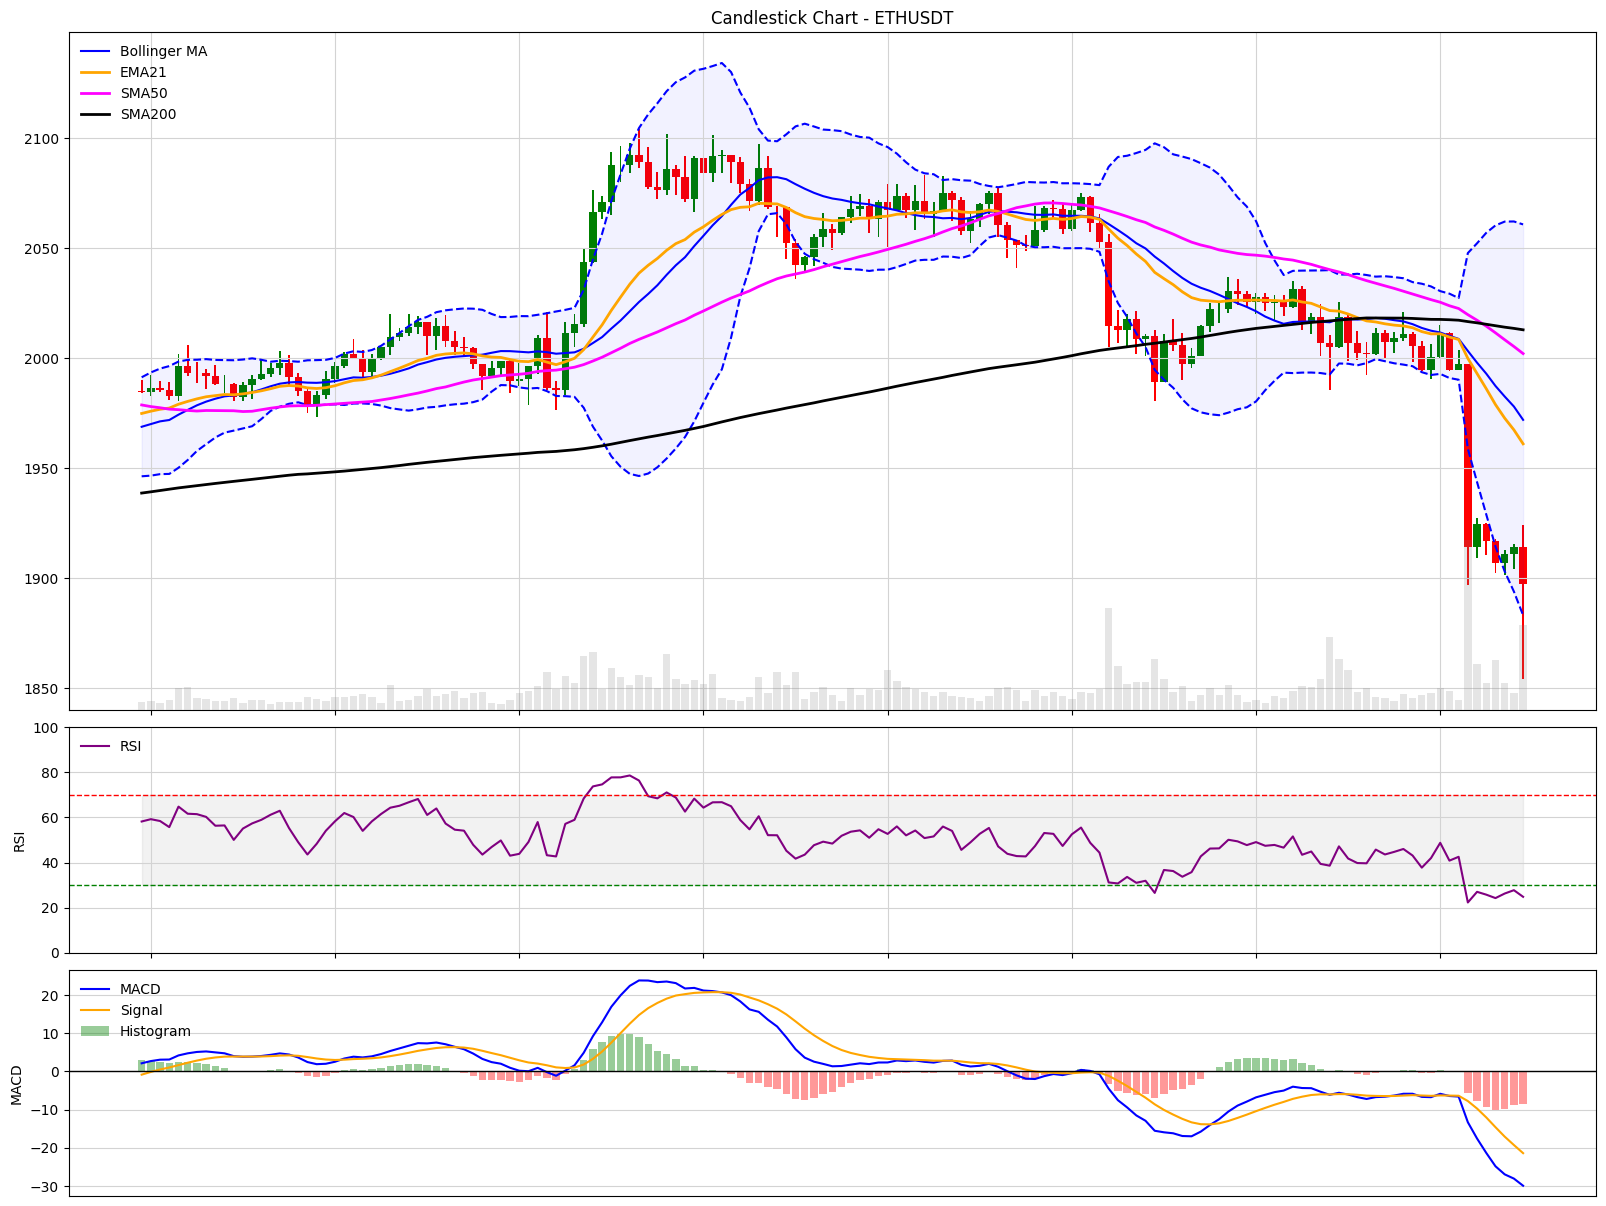 Candlestick Chart - ETHUSDT
Bollinger MA
EMA21
SMA50
SMA200
2100
2050
2000
1950
1900
1850
100
80
60
40
20
0
RSI
RSI
20
10
0
−10
−20
−30
MACD
MACD
Signal
Histogram